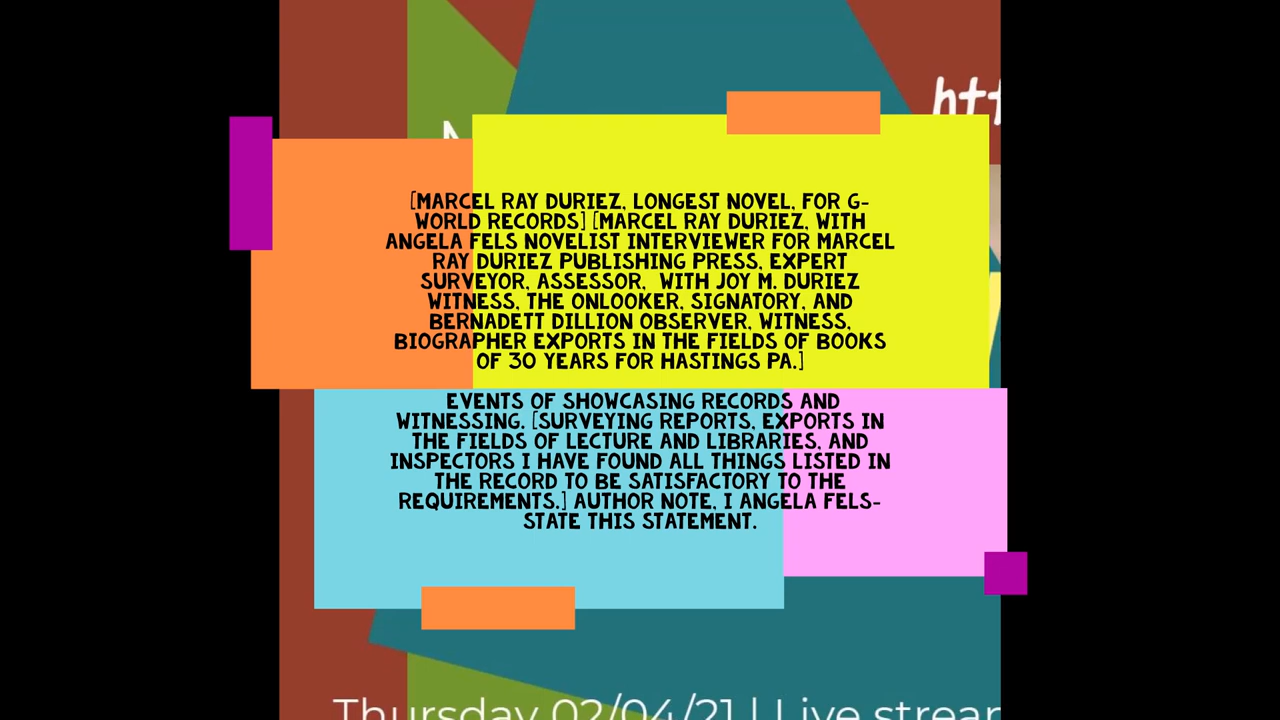 htt
[MARCEL RAY DURIEZ, LONGEST NOVEL, FOR G-
WORLD RECORDS] [MARCEL RAY DURIEZ, WITH
ANGELA FELS NOVELIST INTERVIEWER FOR MARCEL
RAY DURIEZ PUBLISHING PRESS, EXPERT
SURVEYOR, ASSESSOR,  WITH JOY M. DURIEZ
WITNESS, THE ONLOOKER, SIGNATORY, AND
BERNADETT DILLION OBSERVER, WITNESS,
BIOGRAPHER EXPORTS IN THE FIELDS OF BOOKS
OF 30 YEARS FOR HASTINGS PA.]
EVENTS OF SHOWCASING RECORDS AND
WITNESSING. [SURVEYING REPORTS, EXPORTS IN
THE FIELDS OF LECTURE AND LIBRARIES, AND
INSPECTORS I HAVE FOUND ALL THINGS LISTED IN
THE RECORD TO BE SATISFACTORY TO THE
REQUIREMENTS.] AUTHOR NOTE, I ANGELA FELS-
STATE THIS STATEMENT.
Thursday 02/04/21 | Live strear